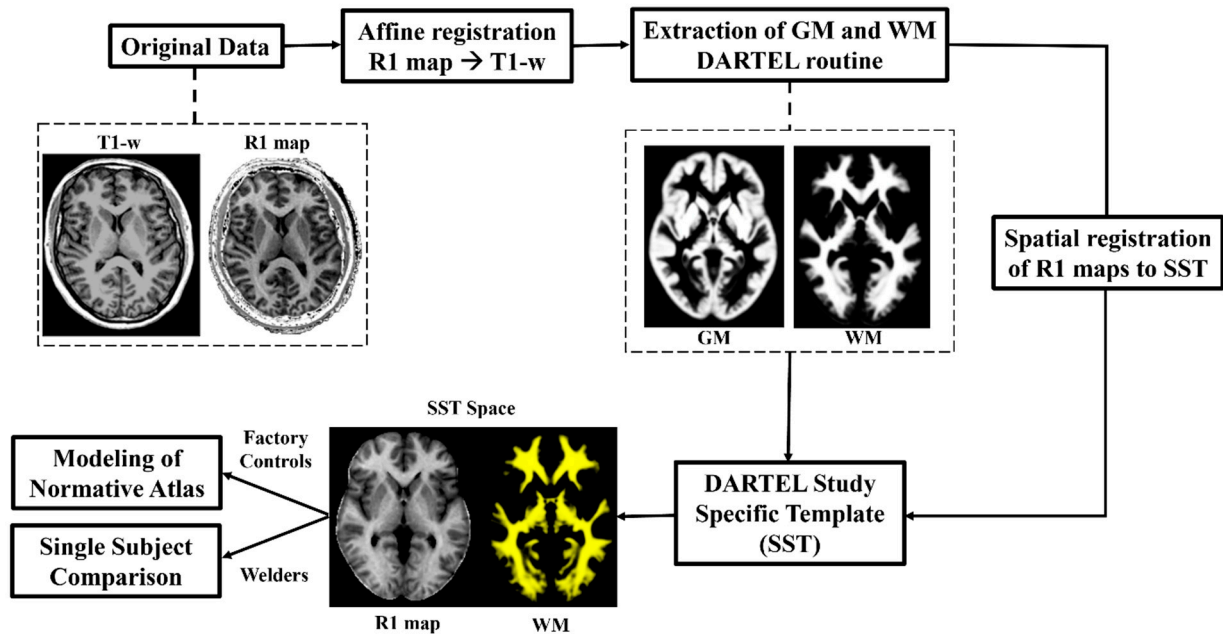 Original Data
Affine registration
R1 map → T1-w
Extraction of GM and WM
DARTEL routine
T1-w
R1 map
GM
WM
Spatial registration
of R1 maps to SST
DARTEL Study
Specific Template
(SST)
SST Space
R1 map
WM
Factory
Controls
Welders
Modeling of
Normative Atlas
Single Subject
Comparison